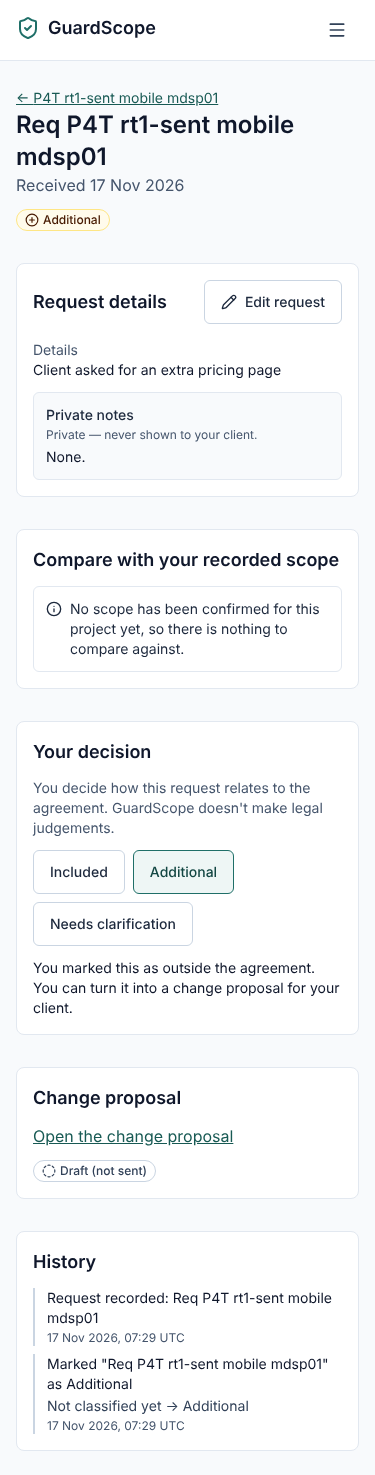 GuardScope
← P4T rt1-sent mobile mdsp01
Req P4T rt1-sent mobile
mdsp01
Received 17 Nov 2026
Additional
Request details
Edit request
Details
Client asked for an extra pricing page
Private notes
Private — never shown to your client.
None.
Compare with your recorded scope
No scope has been confirmed for this
project yet, so there is nothing to
compare against.
Your decision
You decide how this request relates to the
agreement. GuardScope doesn't make legal
judgements.
Included
Additional
Needs clarification
You marked this as outside the agreement.
You can turn it into a change proposal for your
client.
Change proposal
Open the change proposal
Draft (not sent)
History
Request recorded: Req P4T rt1-sent mobile
mdsp01
17 Nov 2026, 07:29 UTC
Marked "Req P4T rt1-sent mobile mdsp01"
as Additional
Not classified yet → Additional
17 Nov 2026, 07:29 UTC